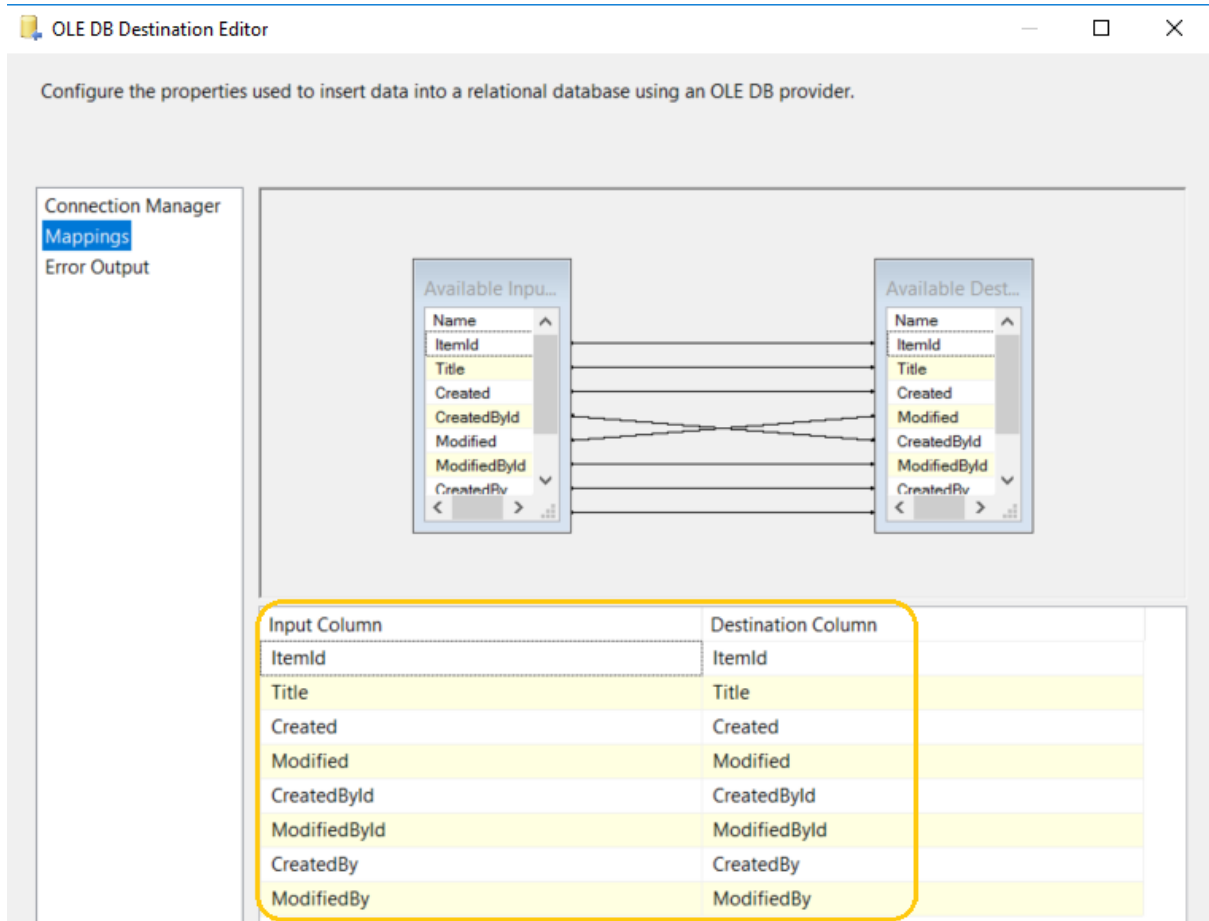 OLE DB Destination Editor
Configure the properties used to insert data into a relational database using an OLE DB provider.
Connection Manager
Mappings
Error Output
Available Inpu...
Name
ItemId
Title
Created
CreatedById
Modified
ModifiedById
CreatedBy
Available Dest...
Name
ItemId
Title
Created
Modified
CreatedById
ModifiedById
CreatedBy
Input Column Destination Column
ItemId ItemId
Title Title
Created Created
Modified Modified
CreatedById CreatedById
ModifiedById ModifiedById
CreatedBy CreatedBy
ModifiedBy ModifiedBy